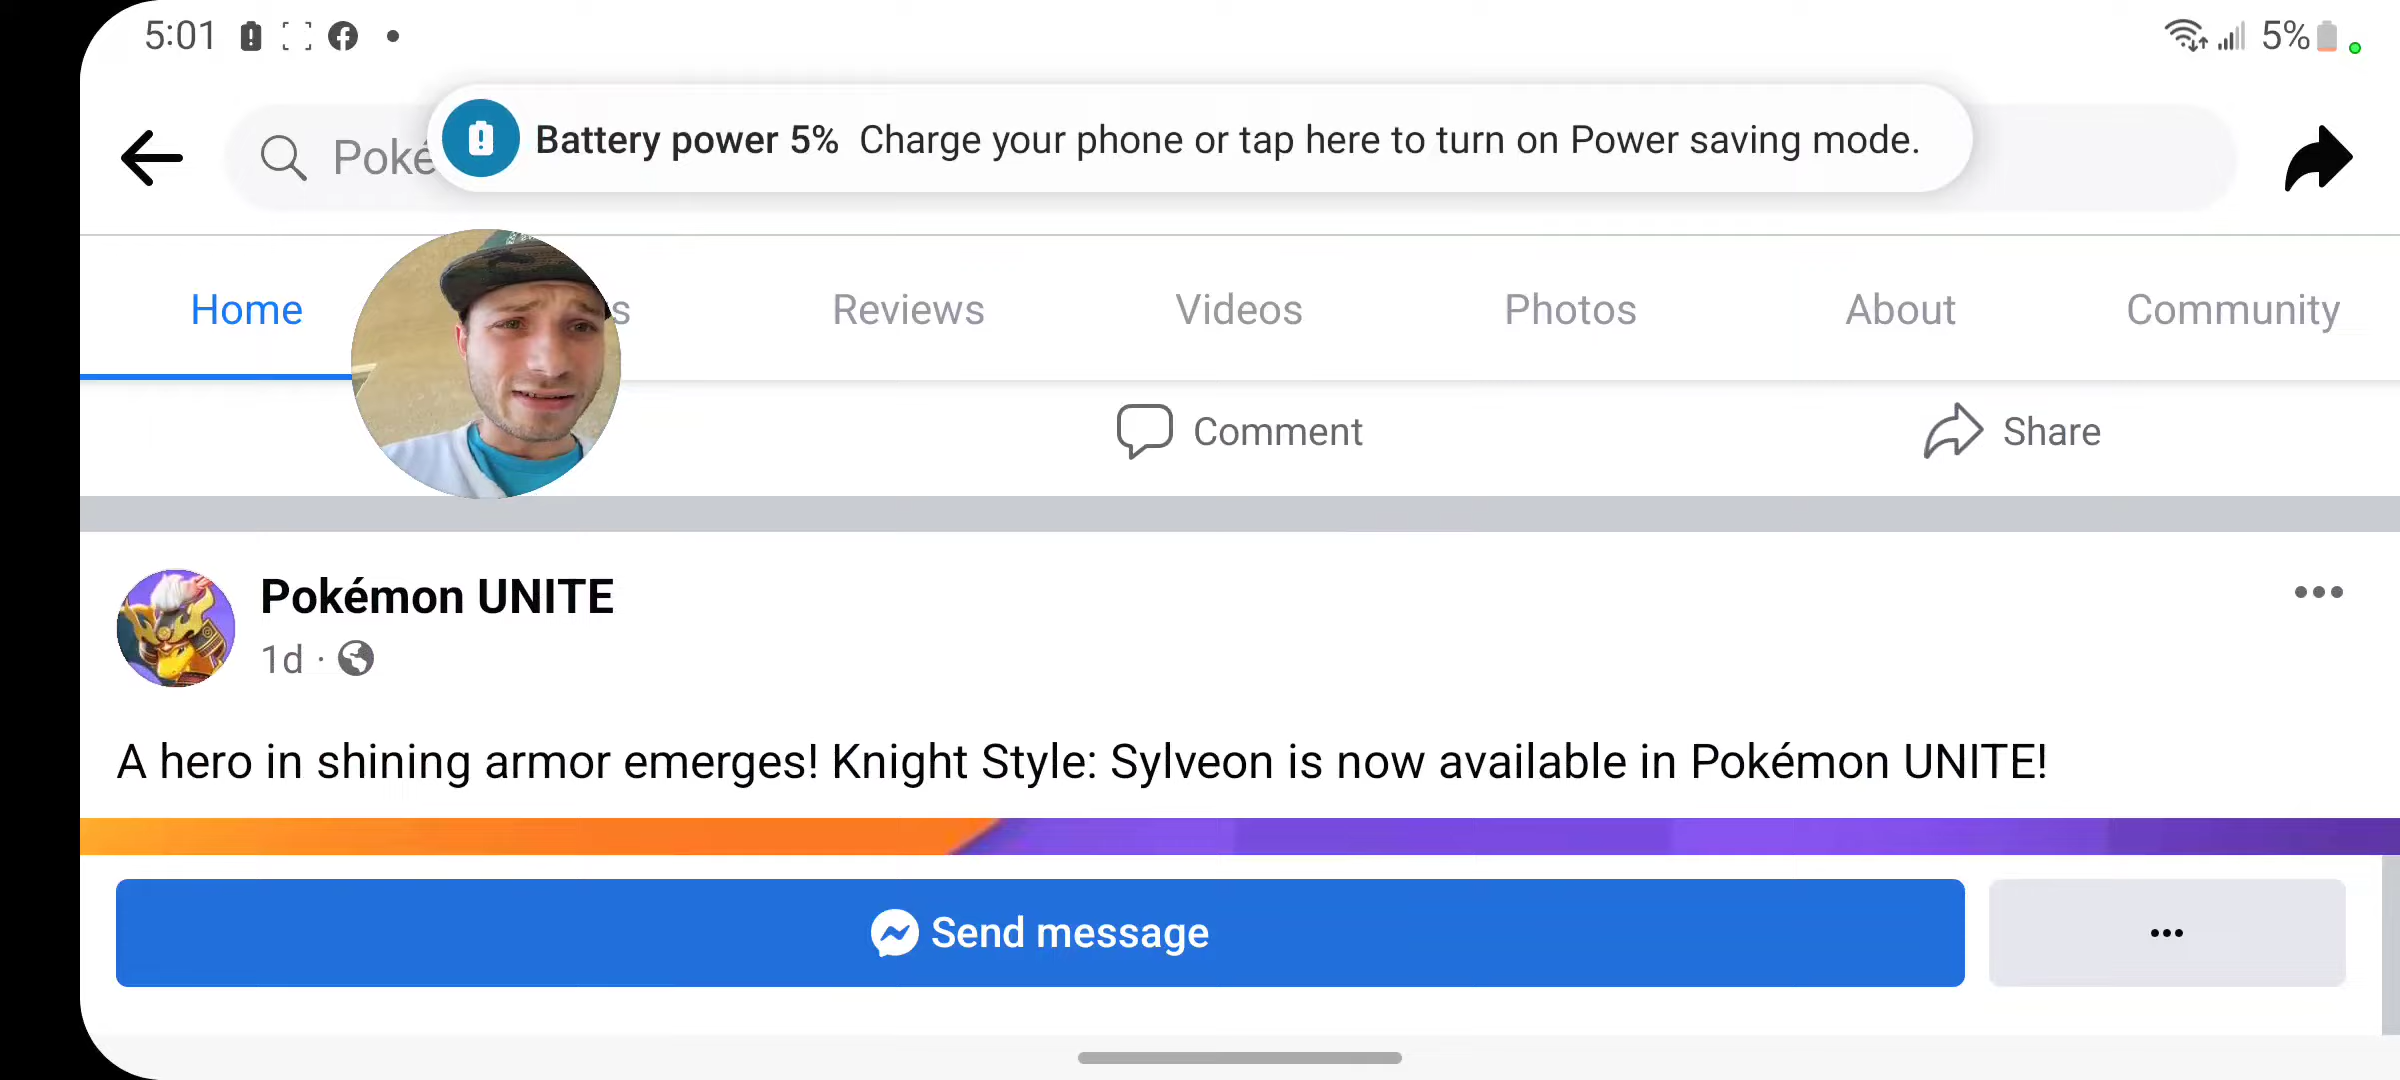 5:01
5%
Poké
Battery power 5% Charge your phone or tap here to turn on Power saving mode.
Home
s
Reviews
Videos
Photos
About
Community
Comment
Share
Pokémon UNITE
1d ·
A hero in shining armor emerges! Knight Style: Sylveon is now available in Pokémon UNITE!
Send message